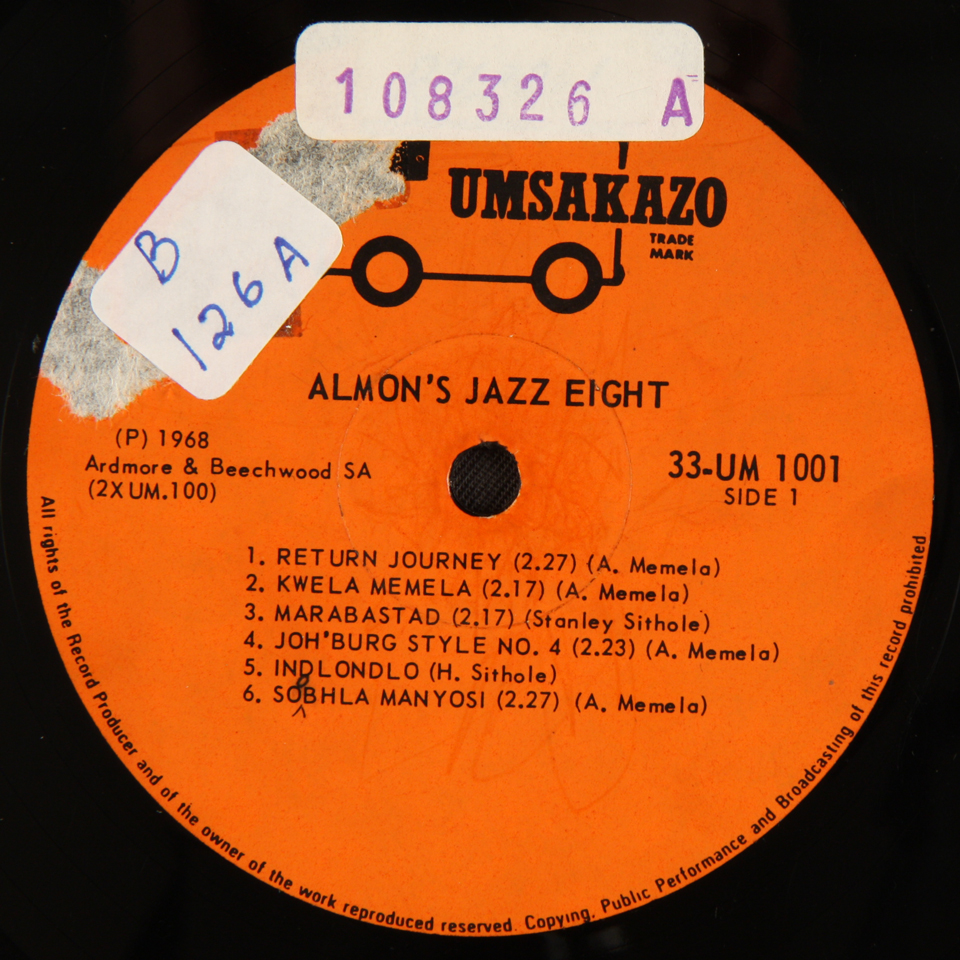 108326 A
UMSAKAZO
TRADE
MARK
B
126 A
ALMON'S JAZZ EIGHT
(P) 1968
Ardmore & Beechwood SA
(2XUM.100)
33-UM 1001
SIDE 1
1. RETURN JOURNEY (2.27) (A. Memela)
2. KWELA MEMELA (2.17) (A. Memela)
3. MARABASTAD (2.17) (Stanley Sithole)
4. JOH'BURG STYLE NO. 4 (2.23) (A. Memela)
5. INDLONDLO (H. Sithole)
6. SOBHLA MANYOSI (2.27) (A. Memela)
All rights of the Record Producer and of the owner of the work reproduced reserved. Copying, Public Performance and Broadcasting of this record prohibited